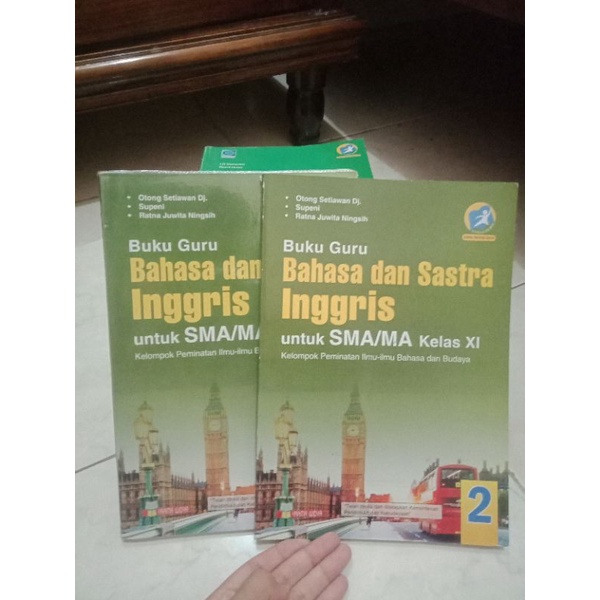 • Otong Setiawan Dj.
• Supeni
• Ratna Juwita Ningsih
Buku Guru
Bahasa dan
Inggris
untuk SMA/MA
Kelompok Peminatan Ilmu-ilmu B
• Otong Setiawan Dj.
• Supeni
• Ratna Juwita Ningsih
Buku Guru
Bahasa dan Sastra
Inggris
untuk SMA/MA Kelas XI
Kelompok Peminatan Ilmu-ilmu Bahasa dan Budaya
2